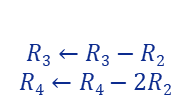 R₃ ← R₃ − R₂
R₄ ← R₄ − 2R₂